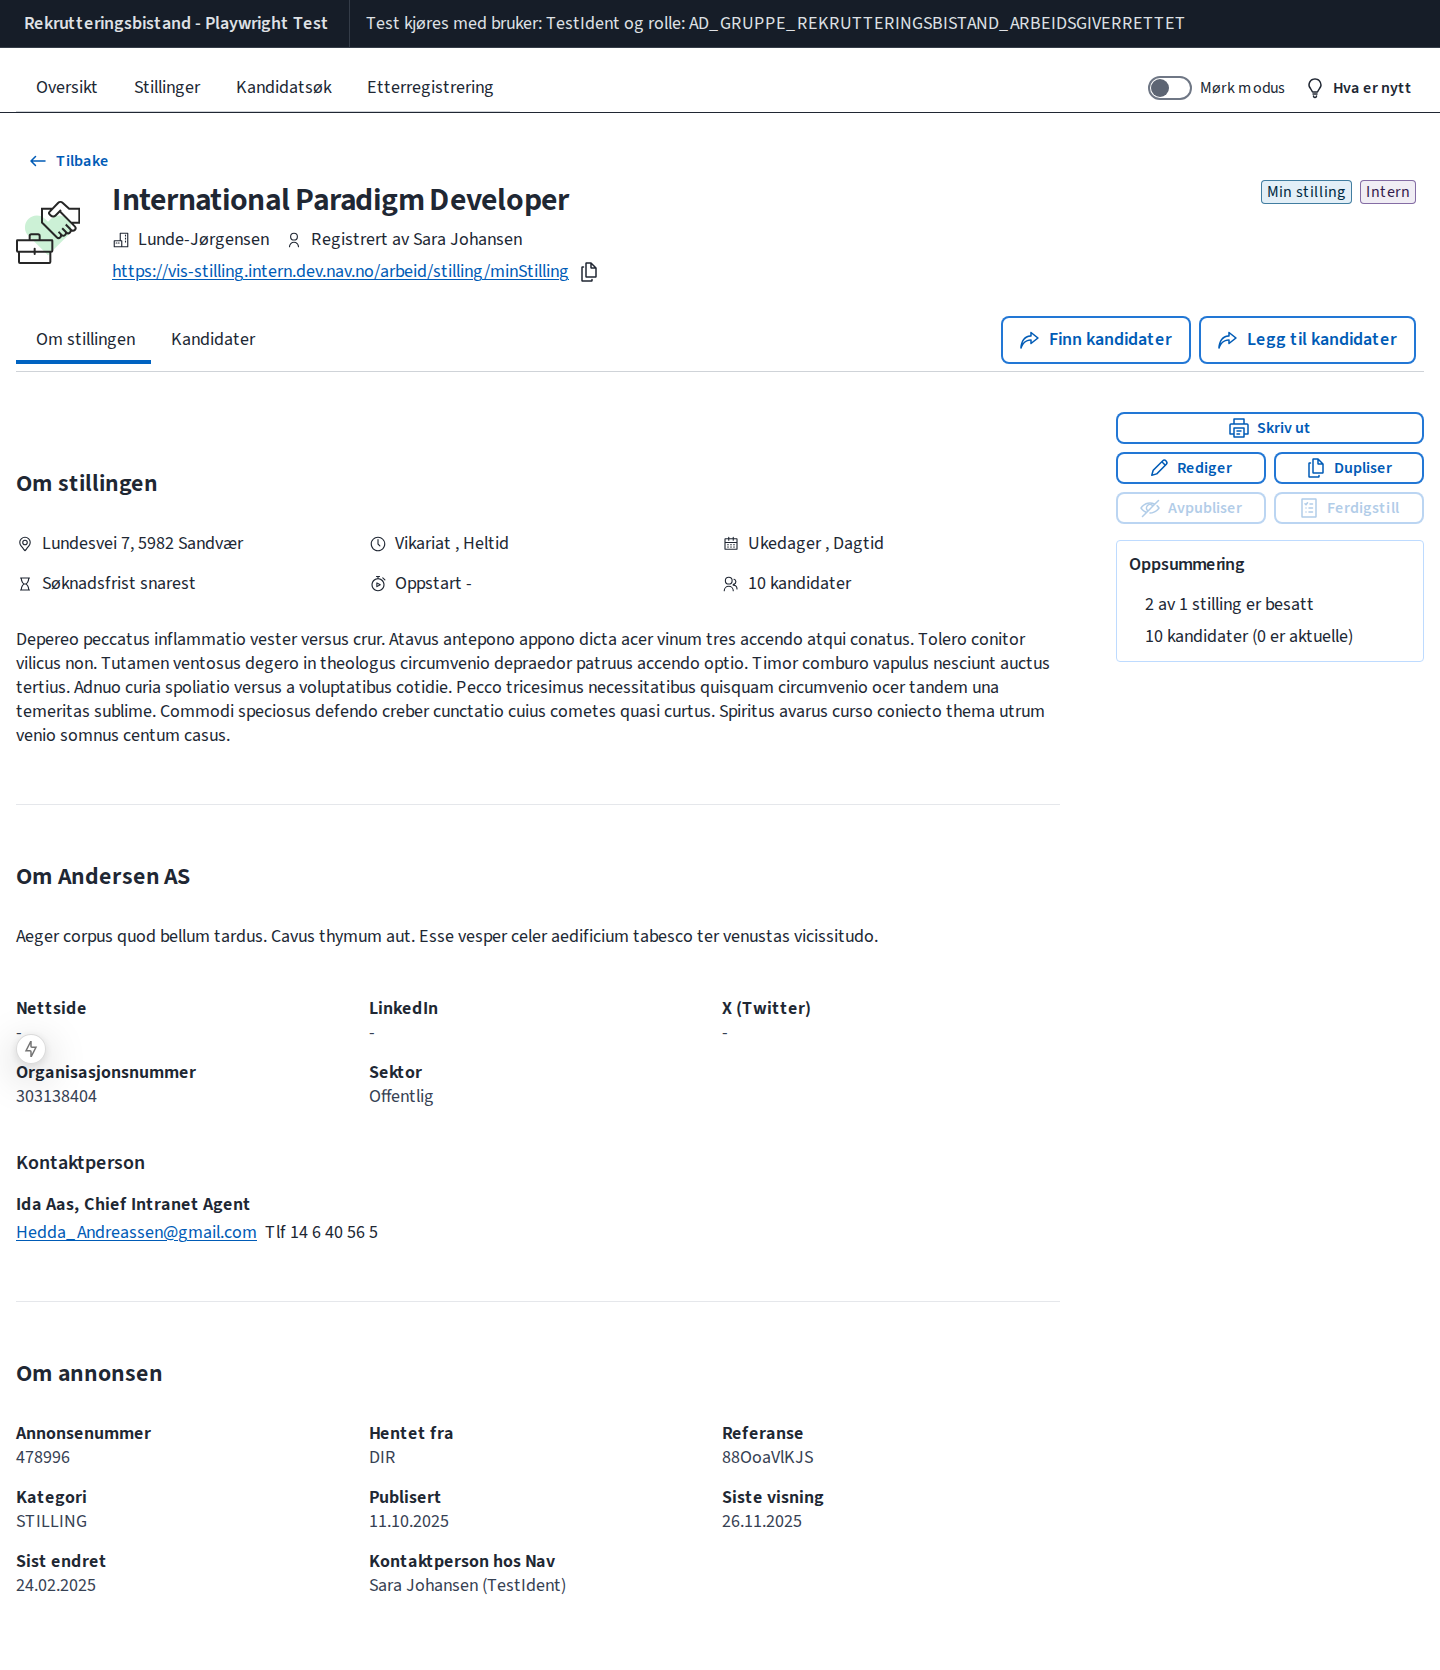 Rekrutteringsbistand - Playwright Test
Test kjøres med bruker: TestIdent og rolle: AD_GRUPPE_REKRUTTERINGSBISTAND_ARBEIDSGIVERRETTET
Oversikt
Stillinger
Kandidatsøk
Etterregistrering
Mørk modus
Hva er nytt
Tilbake
International Paradigm Developer
Min stilling
Intern
Lunde-Jørgensen
Registrert av Sara Johansen
https://vis-stilling.intern.dev.nav.no/arbeid/stilling/minStilling
Om stillingen
Kandidater
Finn kandidater
Legg til kandidater
Skriv ut
Rediger
Dupliser
Avpubliser
Ferdigstill
Oppsummering
2 av 1 stilling er besatt
10 kandidater (0 er aktuelle)
Om stillingen
Lundesvei 7, 5982 Sandvær
Vikariat , Heltid
Ukedager , Dagtid
Søknadsfrist snarest
Oppstart -
10 kandidater
Depereo peccatus inflammatio vester versus crur. Atavus antepono appono dicta acer vinum tres accendo atqui conatus. Tolero conitor
vilicus non. Tutamen ventosus degero in theologus circumvenio depraedor patruus accendo optio. Timor comburo vapulus nesciunt auctus
tertius. Adnuo curia spoliatio versus a voluptatibus cotidie. Pecco tricesimus necessitatibus quisquam circumvenio ocer tandem una
temeritas sublime. Commodi speciosus defendo creber cunctatio cuius cometes quasi curtus. Spiritus avarus curso coniecto thema utrum
venio somnus centum casus.
Om Andersen AS
Aeger corpus quod bellum tardus. Cavus thymum aut. Esse vesper celer aedificium tabesco ter venustas vicissitudo.
Nettside
LinkedIn
X (Twitter)
-
-
-
Organisasjonsnummer
Sektor
303138404
Offentlig
Kontaktperson
Ida Aas, Chief Intranet Agent
Hedda_Andreassen@gmail.com Tlf 14 6 40 56 5
Om annonsen
Annonsenummer
Hentet fra
Referanse
478996
DIR
88OoaVlKJS
Kategori
Publisert
Siste visning
STILLING
11.10.2025
26.11.2025
Sist endret
Kontaktperson hos Nav
24.02.2025
Sara Johansen (TestIdent)